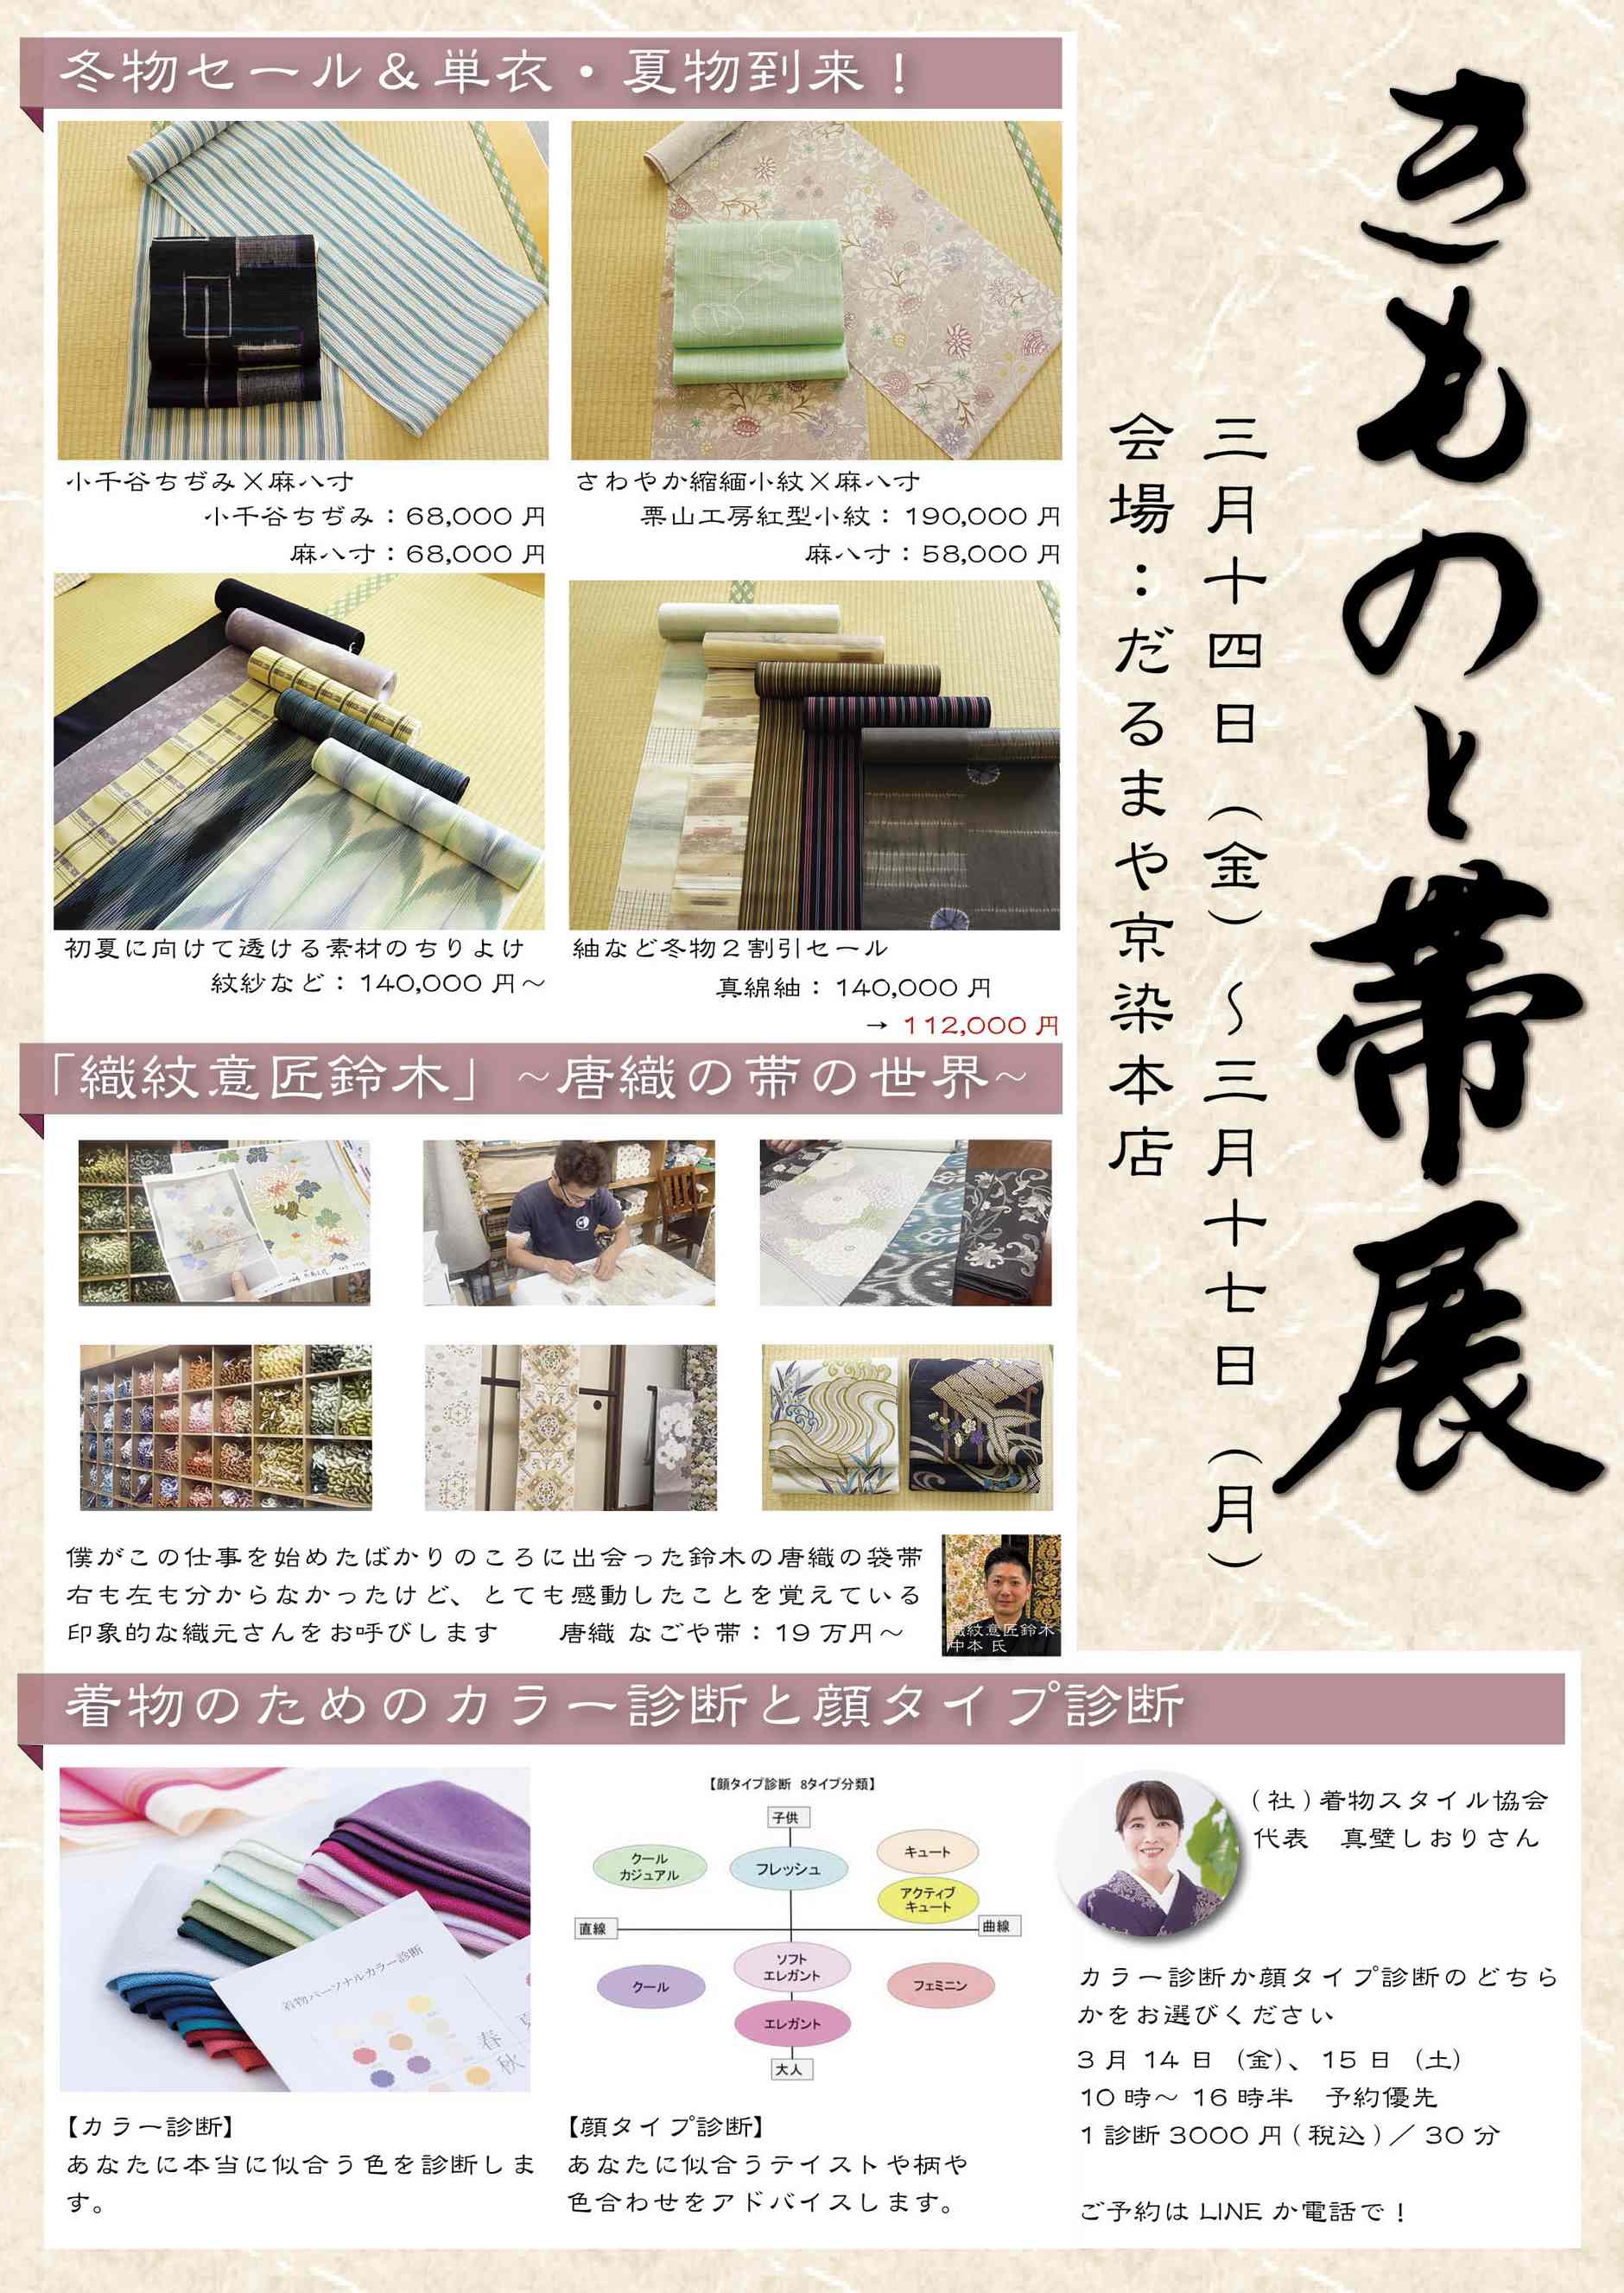 きものと帯展
三月十四日（金）～三月十七日（月）
会場：だるまや京染本店
冬物セール＆単衣・夏物到来！
小千谷ちぢみ×麻八寸
小千谷ちぢみ：68,000 円
麻八寸：68,000 円
さわやか縮緬小紋×麻八寸
栗山工房紅型小紋：190,000 円
麻八寸：58,000 円
初夏に向けて透ける素材のちりよけ
紋紗など：140,000 円～
紬など冬物２割引セール
真綿紬：140,000 円
→ 112,000 円
「織紋意匠鈴木」～唐織の帯の世界～
僕がこの仕事を始めたばかりのころに出会った鈴木の唐織の袋帯
右も左も分からなかったけど、とても感動したことを覚えている
印象的な織元さんをお呼びします　　唐織 なごや帯：19 万円～
織紋意匠鈴木
中本 氏
着物のためのカラー診断と顔タイプ診断
着物パーソナルカラー診断
春
秋
夏
【カラー診断】
あなたに本当に似合う色を診断しま
す。
【顔タイプ診断 8タイプ分類】
子供
クール
カジュアル
フレッシュ
キュート
アクティブ
キュート
直線
曲線
クール
ソフト
エレガント
フェミニン
エレガント
大人
【顔タイプ診断】
あなたに似合うテイストや柄や
色合わせをアドバイスします。
(社)着物スタイル協会
代表　真壁しおりさん
カラー診断か顔タイプ診断のどちら
かをお選びください
3 月 14 日（金）、15 日（土）
10 時～ 16 時半　予約優先
1 診断 3000 円(税込)／ 30 分
ご予約は LINE か電話で！